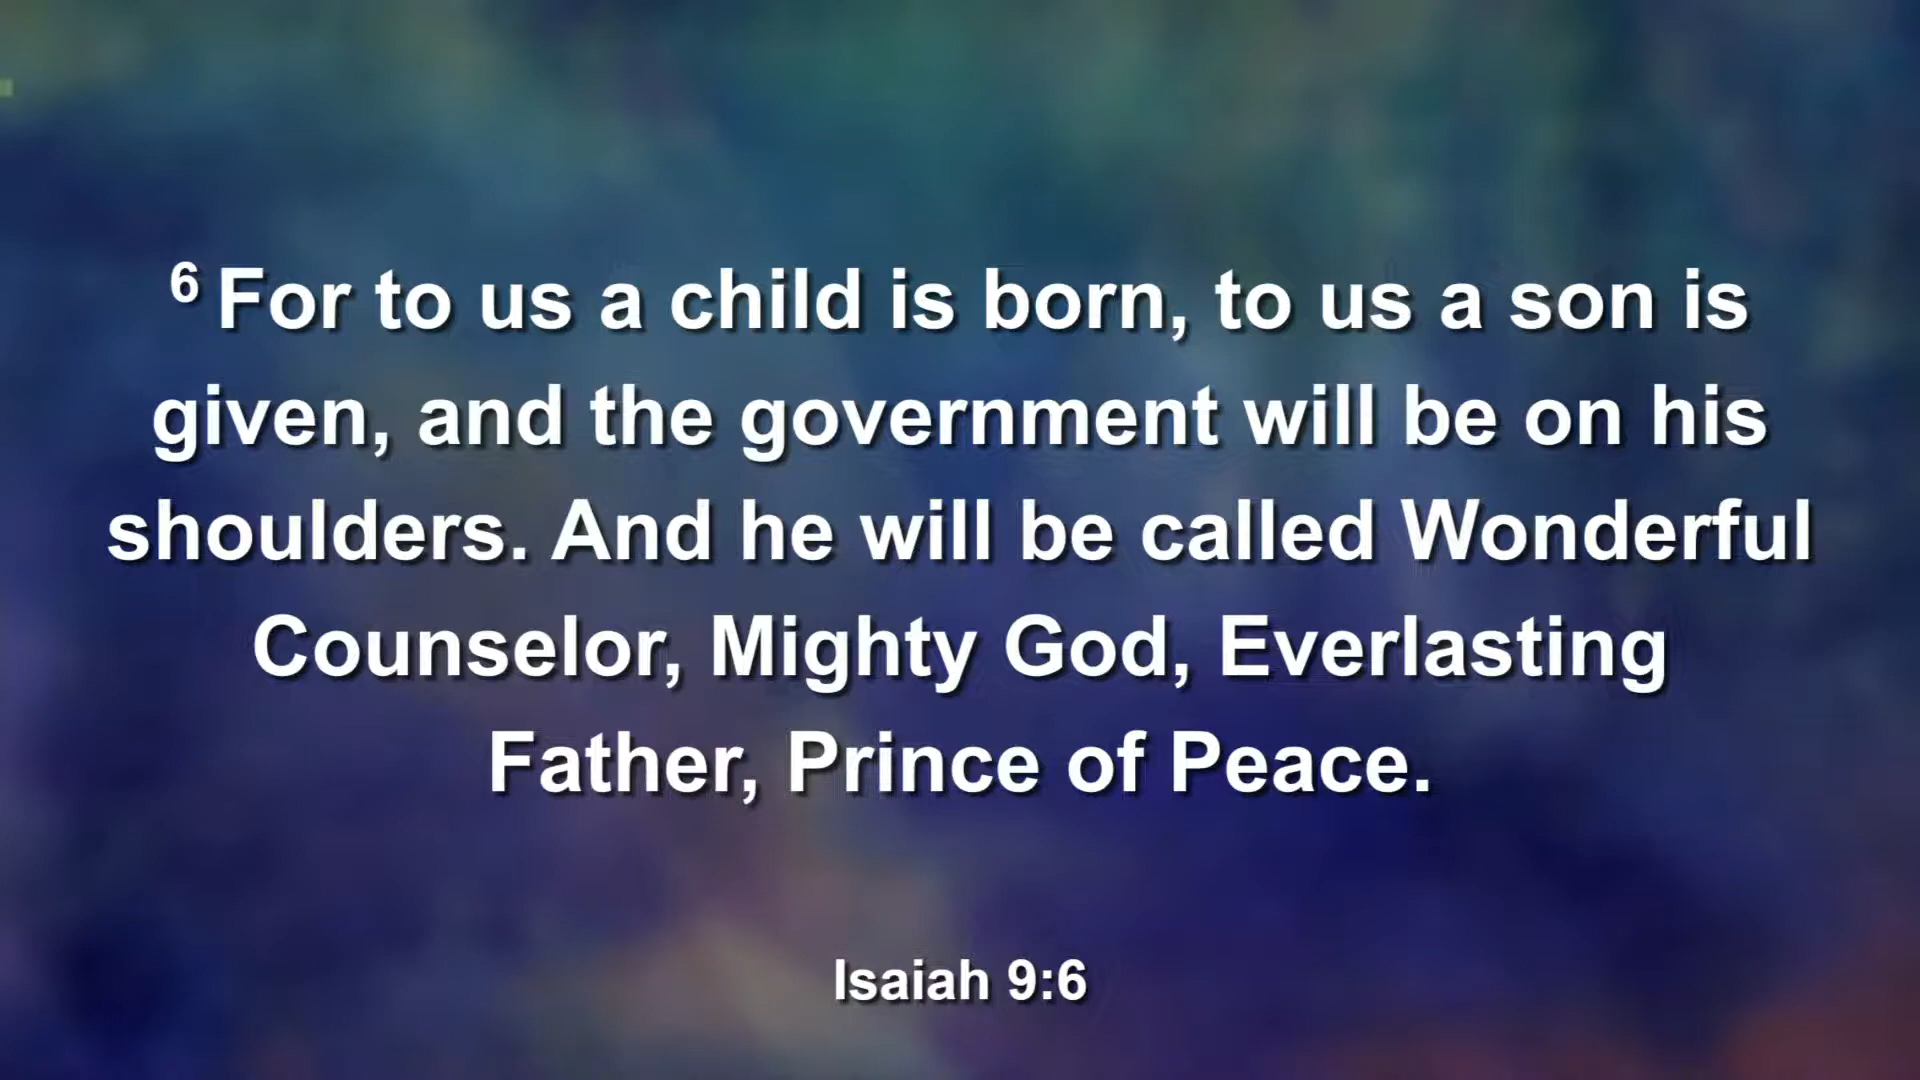 6 For to us a child is born, to us a son is
given, and the government will be on his
shoulders. And he will be called Wonderful
Counselor, Mighty God, Everlasting
Father, Prince of Peace.
Isaiah 9:6